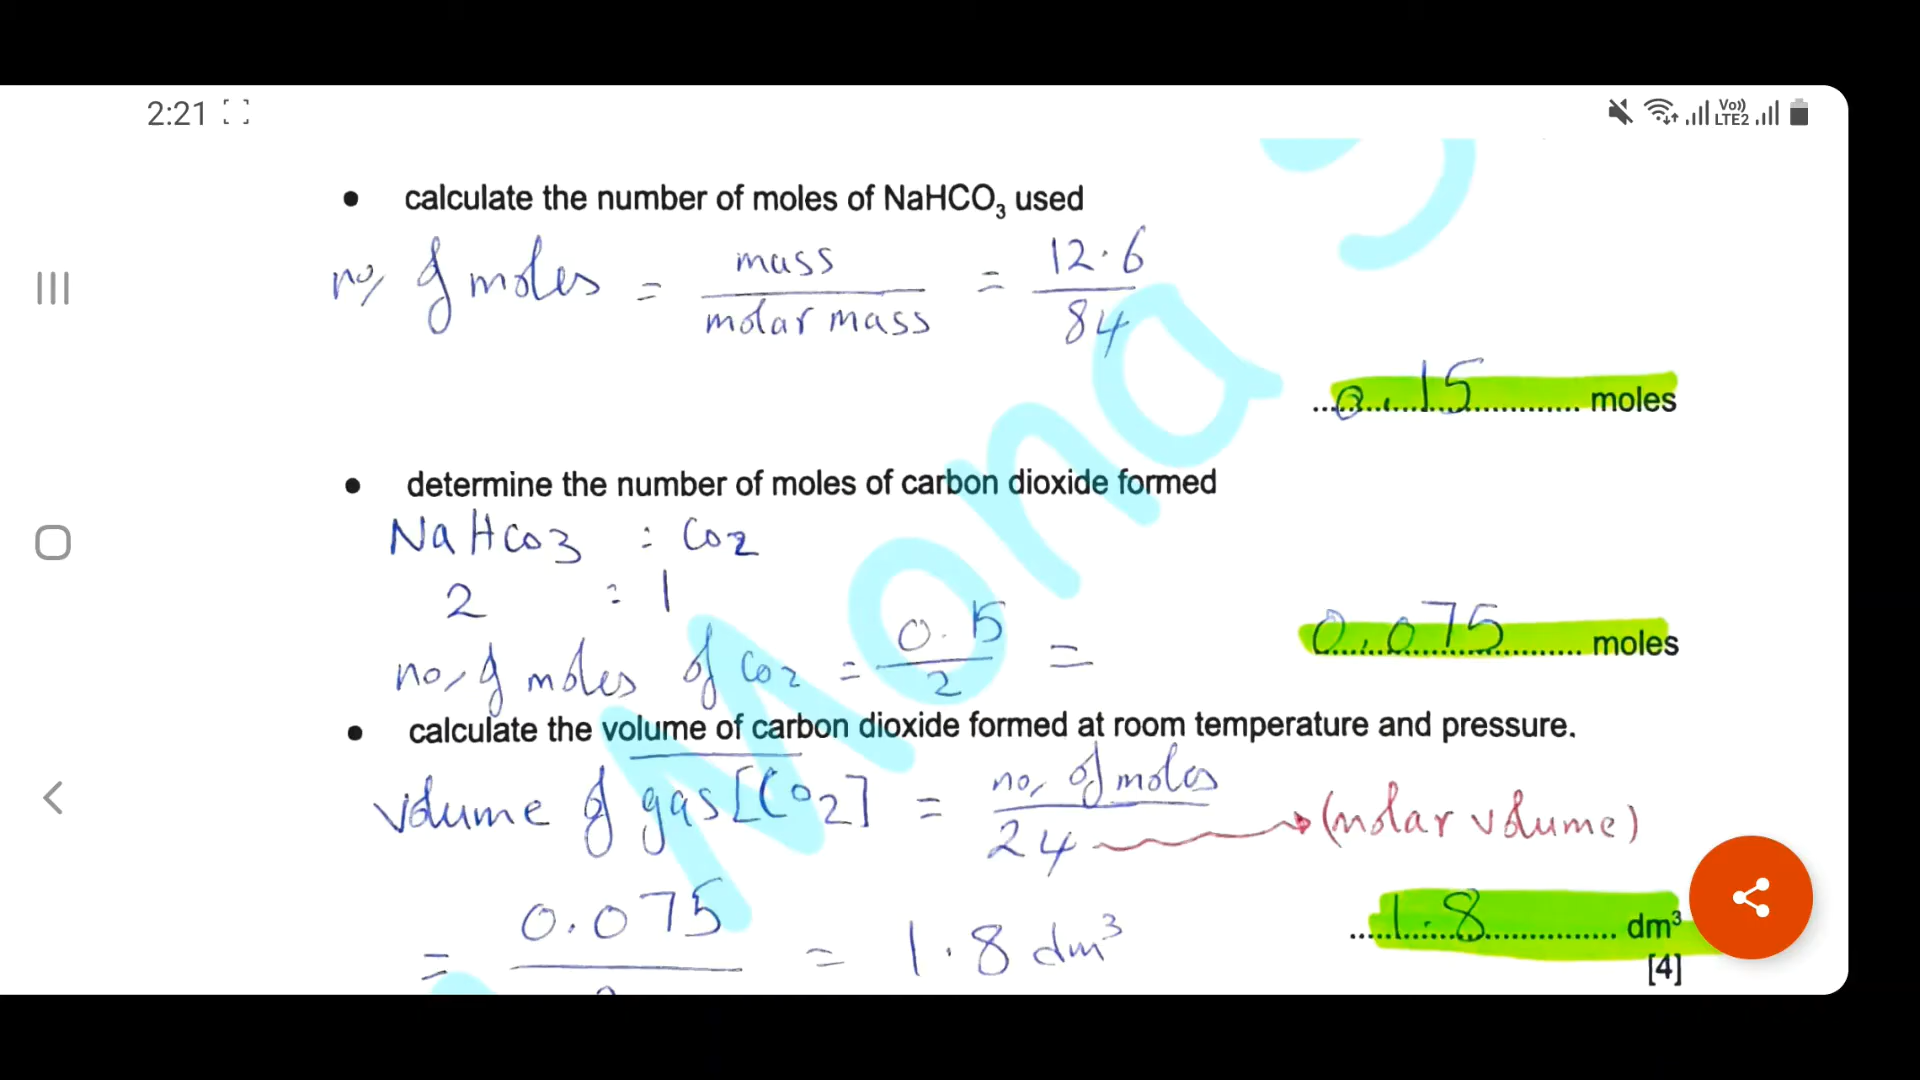 2:21
Vo)) LTE2
• calculate the number of moles of NaHCO₃ used
no, of moles = mass / molar mass = 12.6 / 84
0.15 moles
• determine the number of moles of carbon dioxide formed
NaHCO3 : CO2
2 : 1
no, of moles of CO2 = 0.15 / 2 =
0.075 moles
• calculate the volume of carbon dioxide formed at room temperature and pressure.
volume of gas [CO2] = no, of moles / 24 → (molar volume)
= 0.075 = 1.8 dm³
1.8 dm³
[4]
Mona